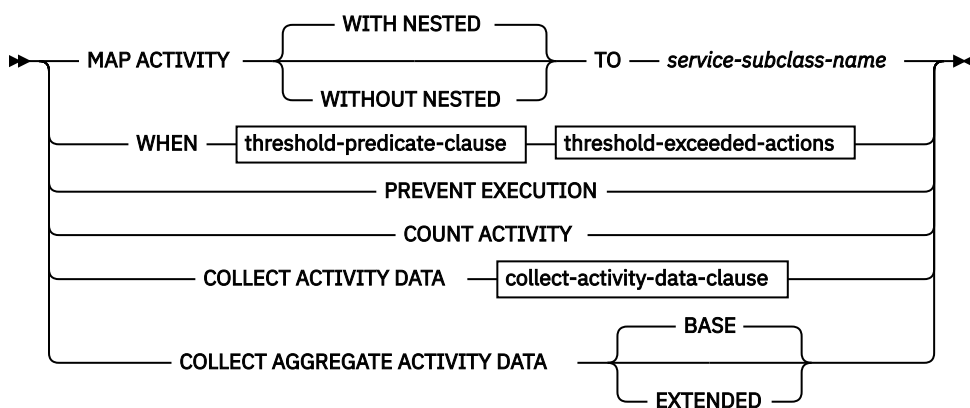 WITH NESTED
MAP ACTIVITY TO service-subclass-name
WITHOUT NESTED
WHEN threshold-predicate-clause threshold-exceeded-actions
PREVENT EXECUTION
COUNT ACTIVITY
COLLECT ACTIVITY DATA collect-activity-data-clause
BASE
COLLECT AGGREGATE ACTIVITY DATA
EXTENDED